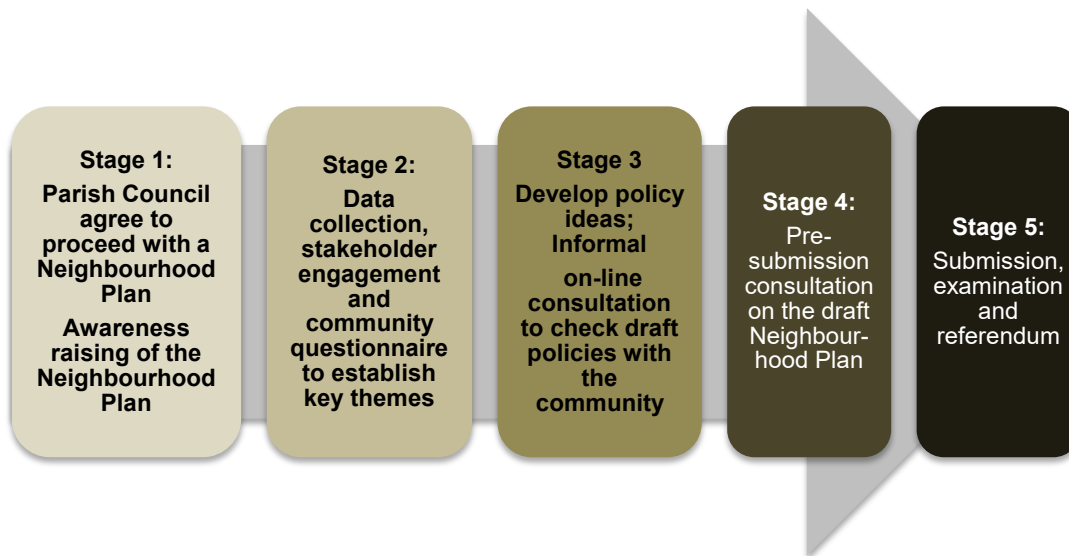 Stage 1:
Parish Council
agree to
proceed with a
Neighbourhood
Plan
Awareness
raising of the
Neighbourhood
Plan
Stage 2:
Data
collection,
stakeholder
engagement
and
community
questionnaire
to establish
key themes
Stage 3
Develop policy
ideas;
Informal
on-line
consultation
to check draft
policies with
the
community
Stage 4:
Pre-
submission
consultation
on the draft
Neighbour-
hood Plan
Stage 5:
Submission,
examination
and
referendum